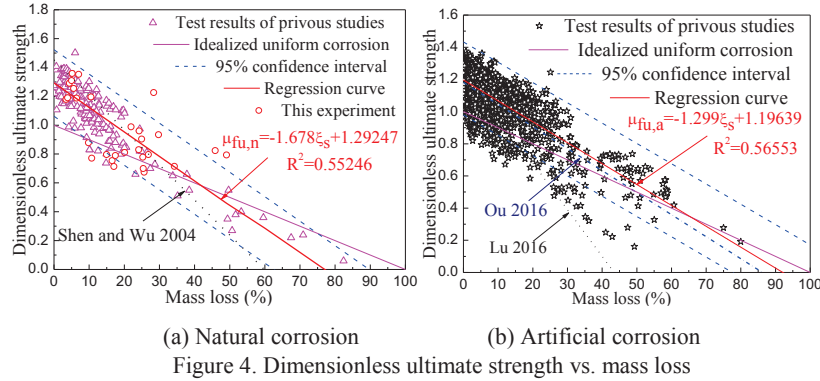 Test results of privous studies
Idealized uniform corrosion
95% confidence interval
Regression curve
This experiment
μfu,n=-1.678ξs+1.29247
R²=0.55246
Shen and Wu 2004
Dimensionless ultimate strength
1.6
1.4
1.2
1.0
0.8
0.6
0.4
0.2
0.0
0 10 20 30 40 50 60 70 80 90 100
Mass loss (%)
(a) Natural corrosion
Test results of privous studies
Idealized uniform corrosion
95% confidence interval
Regression curve
μfu,a=-1.299ξs+1.19639
R²=0.56553
Ou 2016
Lu 2016
Dimensionless ultimate strength
1.6
1.4
1.2
1.0
0.8
0.6
0.4
0.2
0.0
0 10 20 30 40 50 60 70 80 90 100
Mass loss (%)
(b) Artificial corrosion
Figure 4. Dimensionless ultimate strength vs. mass loss